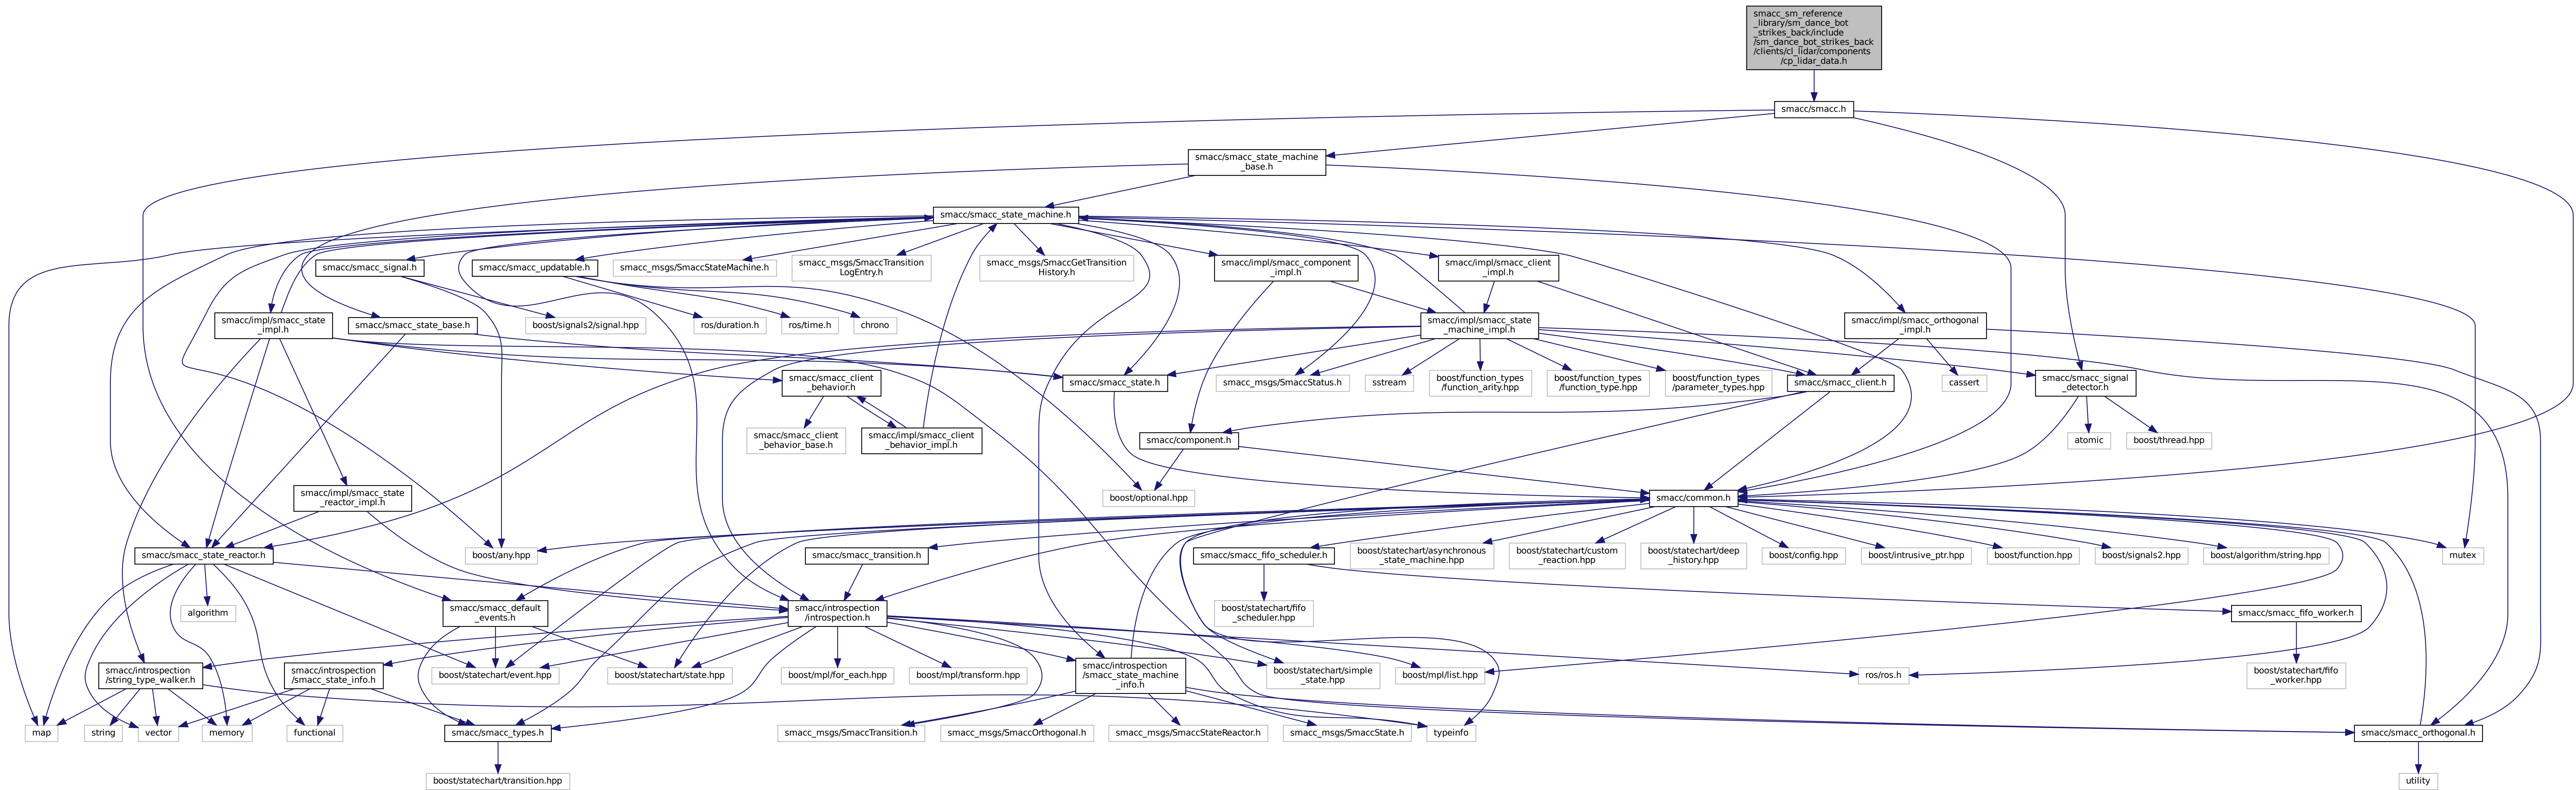 smacc_sm_reference
_library/sm_dance_bot
_strikes_back/include
/sm_dance_bot_strikes_back
/clients/cl_lidar/components
/cp_lidar_data.h
smacc/smacc.h
smacc/smacc_state_machine
_base.h
smacc/smacc_state_machine.h
smacc/smacc_signal.h
smacc/smacc_updatable.h
smacc_msgs/SmaccStateMachine.h
smacc_msgs/SmaccTransition
LogEntry.h
smacc_msgs/SmaccGetTransition
History.h
smacc/impl/smacc_component
_impl.h
smacc/impl/smacc_client
_impl.h
smacc/impl/smacc_state
_impl.h
smacc/smacc_state_base.h
boost/signals2/signal.hpp
ros/duration.h
ros/time.h
chrono
smacc/impl/smacc_state
_machine_impl.h
smacc/impl/smacc_orthogonal
_impl.h
smacc/smacc_client
_behavior.h
smacc/smacc_state.h
smacc_msgs/SmaccStatus.h
sstream
boost/function_types
/function_arity.hpp
boost/function_types
/function_type.hpp
boost/function_types
/parameter_types.hpp
smacc/smacc_client.h
cassert
smacc/smacc_signal
_detector.h
smacc/smacc_client
_behavior_base.h
smacc/impl/smacc_client
_behavior_impl.h
smacc/component.h
atomic
boost/thread.hpp
smacc/impl/smacc_state
_reactor_impl.h
boost/optional.hpp
smacc/common.h
smacc/smacc_state_reactor.h
boost/any.hpp
smacc/smacc_transition.h
smacc/smacc_fifo_scheduler.h
boost/statechart/asynchronous
_state_machine.hpp
boost/statechart/custom
_reaction.hpp
boost/statechart/deep
_history.hpp
boost/config.hpp
boost/intrusive_ptr.hpp
boost/function.hpp
boost/signals2.hpp
boost/algorithm/string.hpp
mutex
algorithm
smacc/smacc_default
_events.h
smacc/introspection
/introspection.h
boost/statechart/fifo
_scheduler.hpp
smacc/smacc_fifo_worker.h
smacc/introspection
/string_type_walker.h
smacc/introspection
/smacc_state_info.h
boost/statechart/event.hpp
boost/statechart/state.hpp
boost/mpl/for_each.hpp
boost/mpl/transform.hpp
smacc/introspection
/smacc_state_machine
_info.h
boost/statechart/simple
_state.hpp
boost/mpl/list.hpp
ros/ros.h
boost/statechart/fifo
_worker.hpp
map
string
vector
memory
functional
smacc/smacc_types.h
smacc_msgs/SmaccTransition.h
smacc_msgs/SmaccOrthogonal.h
smacc_msgs/SmaccStateReactor.h
smacc_msgs/SmaccState.h
typeinfo
smacc/smacc_orthogonal.h
boost/statechart/transition.hpp
utility